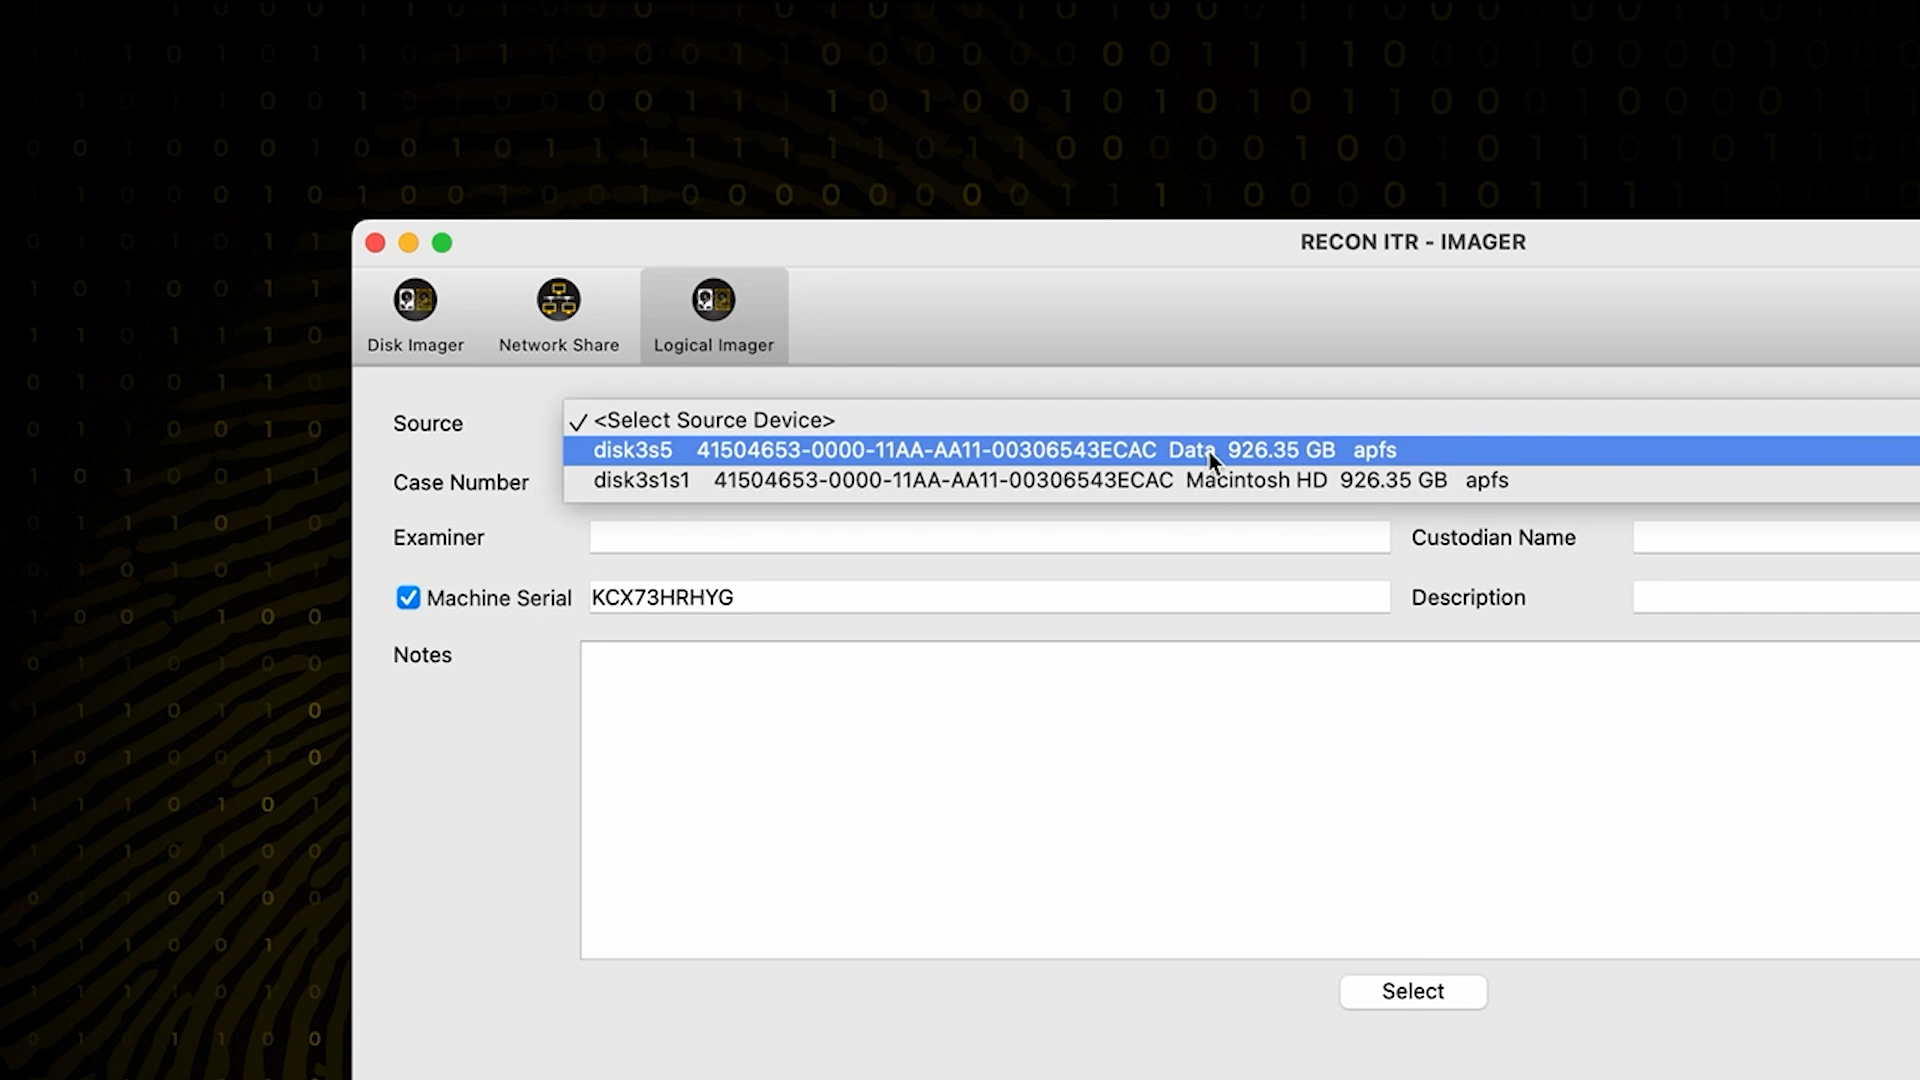 RECON ITR - IMAGER
Disk Imager
Network Share
Logical Imager
Source
<Select Source Device>
disk3s5 41504653-0000-11AA-AA11-00306543ECAC Data 926.35 GB apfs
disk3s1s1 41504653-0000-11AA-AA11-00306543ECAC Macintosh HD 926.35 GB apfs
Case Number
Examiner
Custodian Name
Machine Serial KCX73HRHYG
Description
Notes
Select